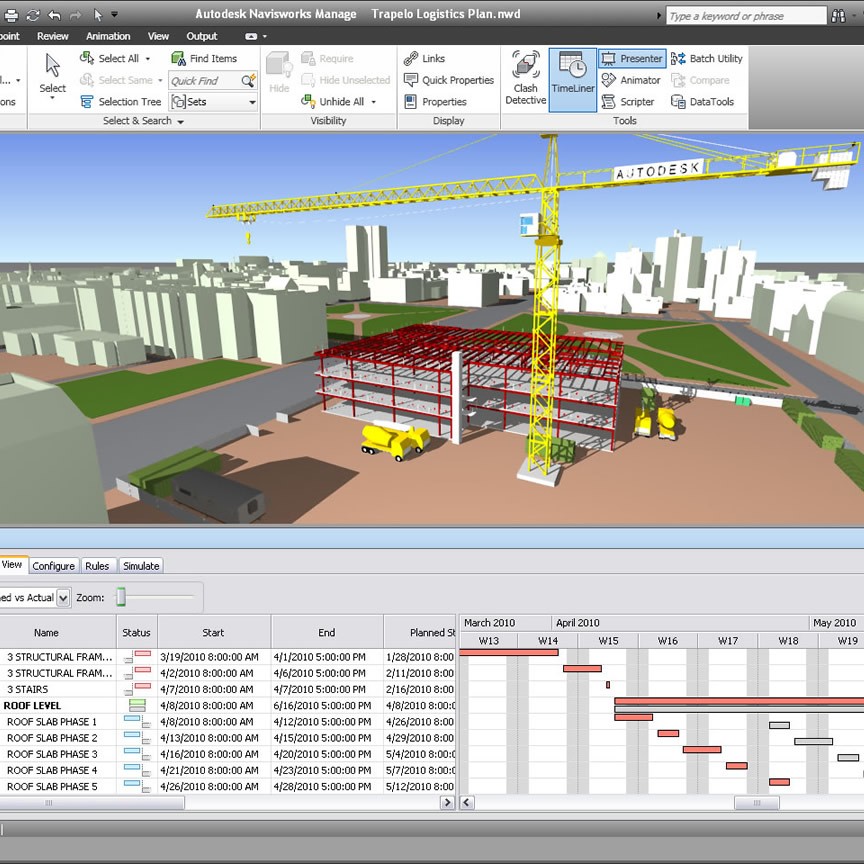 Autodesk Navisworks Manage Trapelo Logistics Plan.nwd
Type a keyword or phrase
Review Animation View Output
Select
Select All
Select Same
Selection Tree
Find Items
Quick Find
Sets
Select & Search
Hide
Require
Hide Unselected
Unhide All
Visibility
Links
Quick Properties
Properties
Display
Clash Detective
TimeLiner
Presenter
Animator
Scripter
Batch Utility
Compare
DataTools
Tools
AUTODESK
View Configure Rules Simulate
vs Actual Zoom:
March 2010 April 2010 May 2010
Name Status Start End Planned W13 W14 W15 W16 W17 W18 W19
3 STRUCTURAL FRAM... 3/19/2010 8:00:00 AM 4/1/2010 5:00:00 PM 1/28/2010 8:00
3 STRUCTURAL FRAM... 4/2/2010 8:00:00 AM 4/6/2010 5:00:00 PM 2/11/2010 8:00
3 STAIRS 4/7/2010 8:00:00 AM 4/7/2010 5:00:00 PM 2/16/2010 8:00
ROOF LEVEL 4/8/2010 8:00:00 AM 6/16/2010 5:00:00 PM 4/8/2010 8:00:0
ROOF SLAB PHASE 1 4/8/2010 8:00:00 AM 4/12/2010 5:00:00 PM 4/26/2010 8:00
ROOF SLAB PHASE 2 4/13/2010 8:00:00 AM 4/15/2010 5:00:00 PM 4/29/2010 8:00
ROOF SLAB PHASE 3 4/16/2010 8:00:00 AM 4/20/2010 5:00:00 PM 5/4/2010 8:00:0
ROOF SLAB PHASE 4 4/21/2010 8:00:00 AM 4/23/2010 5:00:00 PM 5/7/2010 8:00:0
ROOF SLAB PHASE 5 4/26/2010 8:00:00 AM 4/28/2010 5:00:00 PM 5/12/2010 8:00